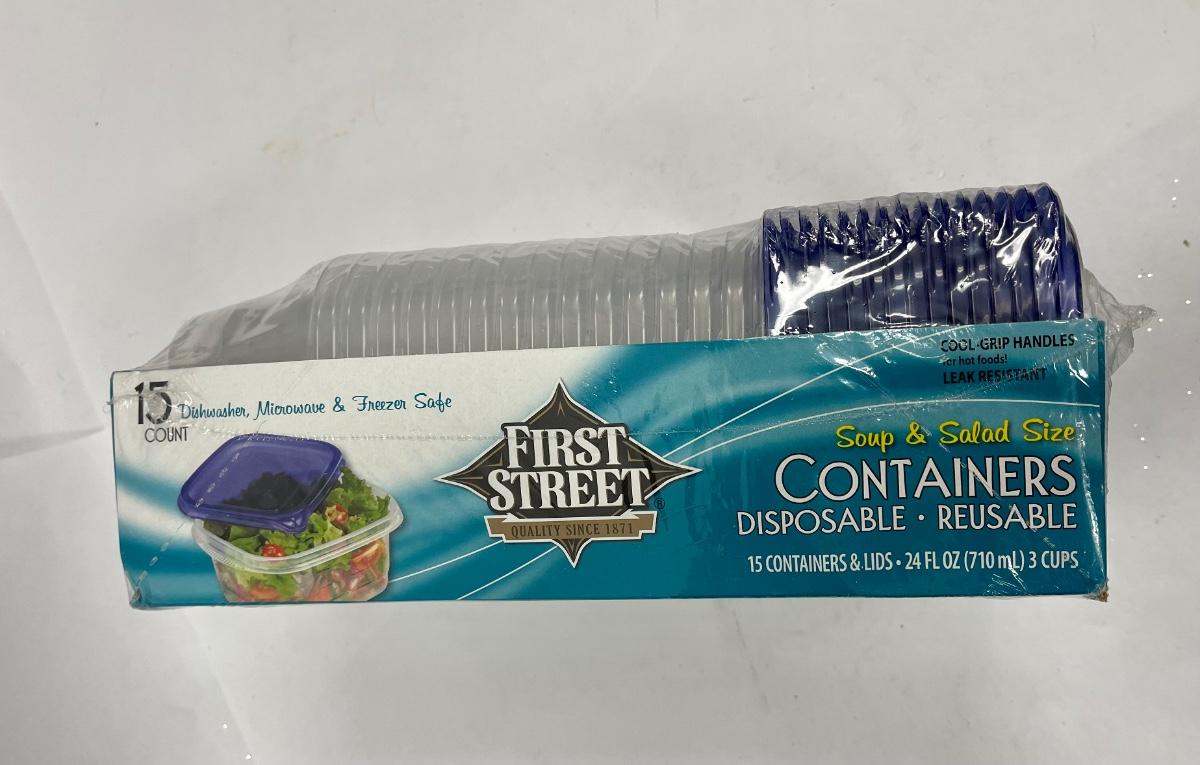 15
COUNT
Dishwasher, Microwave & Freezer Safe
FIRST
STREET®
QUALITY SINCE 1871
COOL-GRIP HANDLES
for hot foods!
LEAK RESISTANT
Soup & Salad Size
CONTAINERS
DISPOSABLE • REUSABLE
15 CONTAINERS & LIDS • 24 FL OZ (710 mL) 3 CUPS